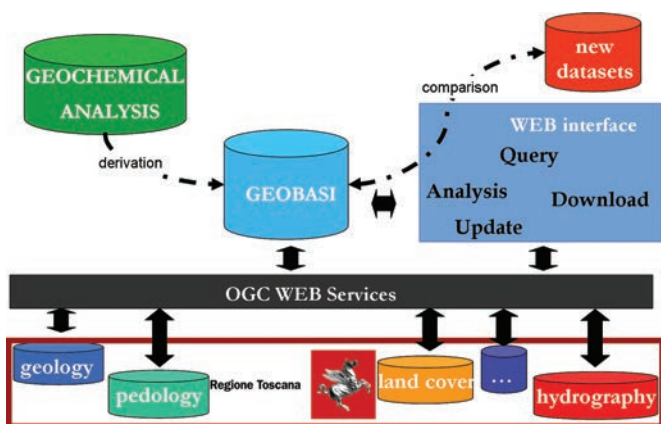 GEOCHEMICAL
ANALYSIS
new
datasets
comparison
derivation
WEB interface
Query
Analysis
Download
Update
GEOBASI
OGC WEB Services
geology
pedology
Regione Toscana
land cover
...
hydrography